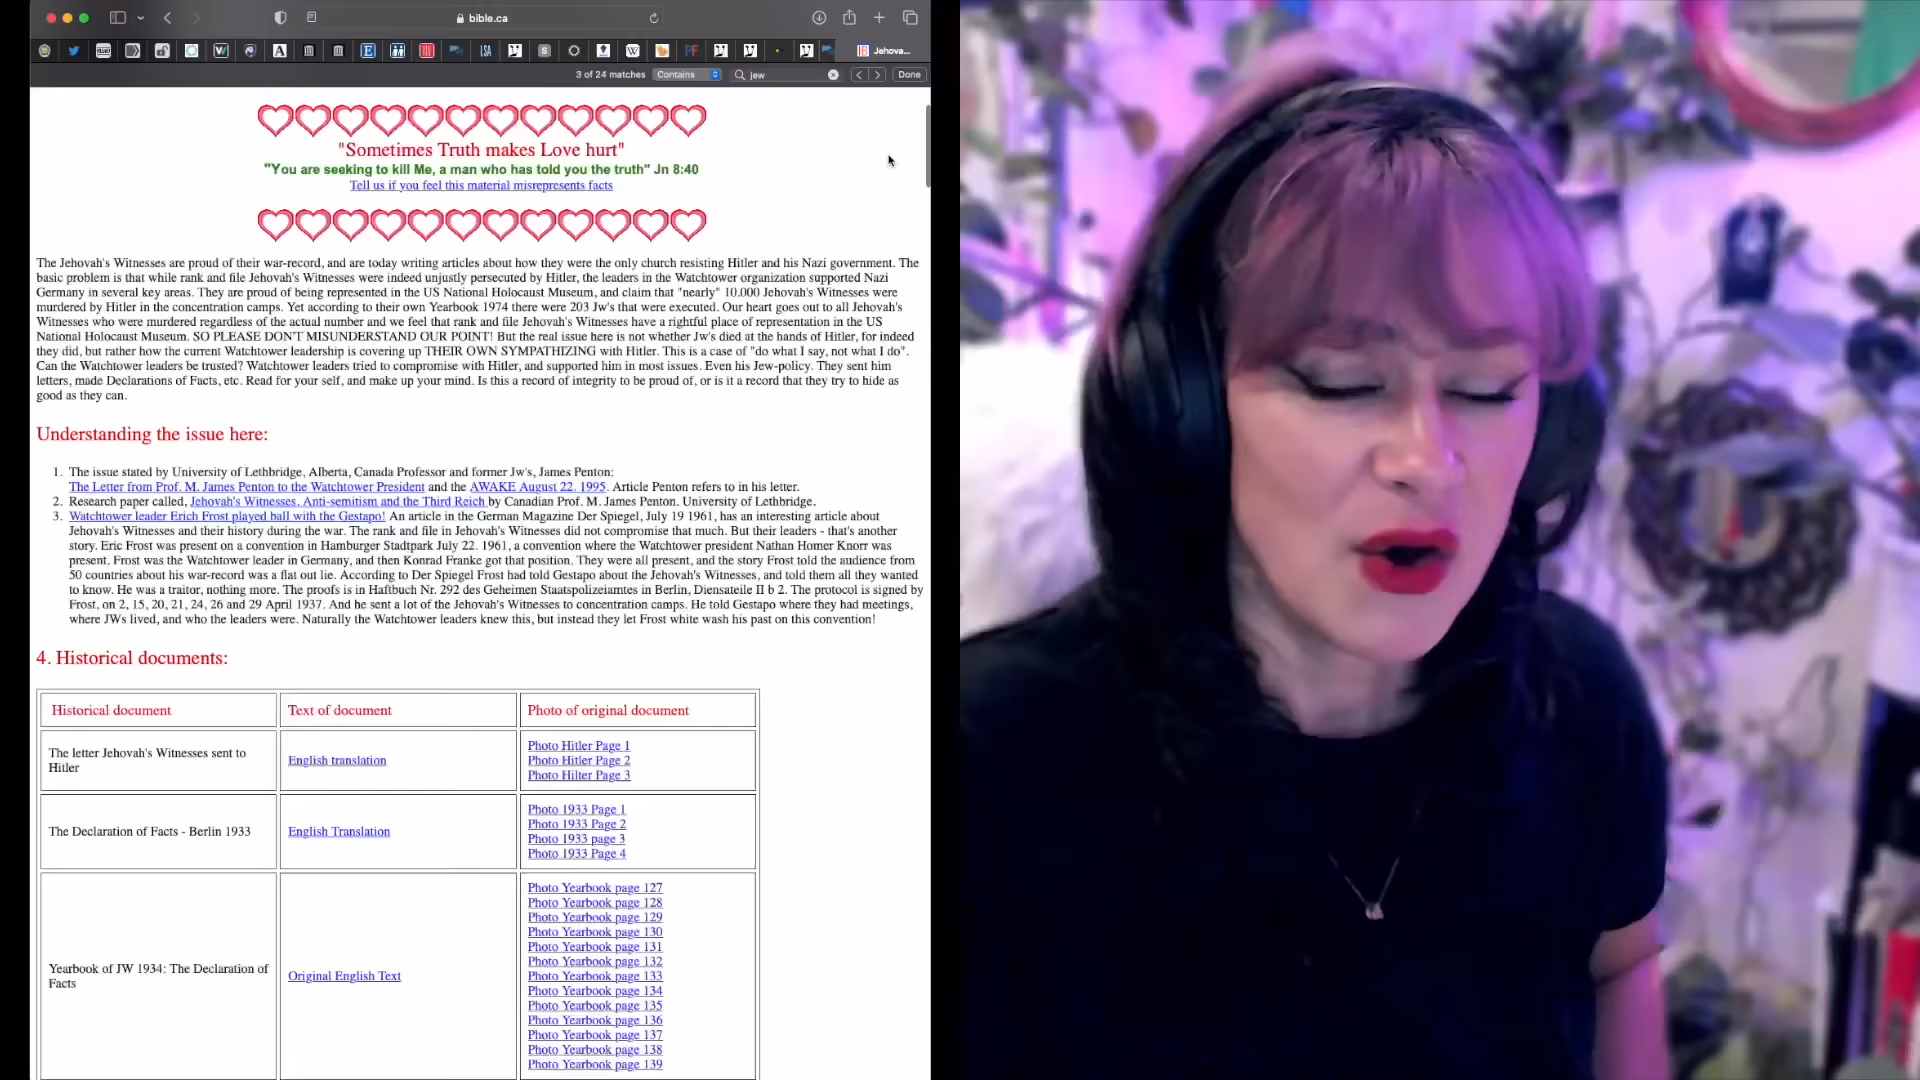 bible.ca
Jehova...
3 of 24 matches
Contains
jew
Done
"Sometimes Truth makes Love hurt"
"You are seeking to kill Me, a man who has told you the truth" Jn 8:40
Tell us if you feel this material misrepresents facts
The Jehovah's Witnesses are proud of their war-record, and are today writing articles about how they were the only church resisting Hitler and his Nazi government. The
basic problem is that while rank and file Jehovah's Witnesses were indeed unjustly persecuted by Hitler, the leaders in the Watchtower organization supported Nazi
Germany in several key areas. They are proud of being represented in the US National Holocaust Museum, and claim that "nearly" 10.000 Jehovah's Witnesses were
murdered by Hitler in the concentration camps. Yet according to their own Yearbook 1974 there were 203 Jw's that were executed. Our heart goes out to all Jehovah's
Witnesses who were murdered regardless of the actual number and we feel that rank and file Jehovah's Witnesses have a rightful place of representation in the US
National Holocaust Museum. SO PLEASE DON'T MISUNDERSTAND OUR POINT! But the real issue here is not whether Jw's died at the hands of Hitler, for indeed
they did, but rather how the current Watchtower leadership is covering up THEIR OWN SYMPATHIZING with Hitler. This is a case of "do what I say, not what I do".
Can the Watchtower leaders be trusted? Watchtower leaders tried to compromise with Hitler, and supported him in most issues. Even his Jew-policy. They sent him
letters, made Declarations of Facts, etc. Read for your self, and make up your mind. Is this a record of integrity to be proud of, or is it a record that they try to hide as
good as they can.
Understanding the issue here:
1. The issue stated by University of Lethbridge, Alberta, Canada Professor and former Jw's, James Penton:
The Letter from Prof. M. James Penton to the Watchtower President and the AWAKE August 22. 1995. Article Penton refers to in his letter.
2. Research paper called, Jehovah's Witnesses, Anti-semitism and the Third Reich by Canadian Prof. M. James Penton. University of Lethbridge,
3. Watchtower leader Erich Frost played ball with the Gestapo! An article in the German Magazine Der Spiegel, July 19 1961, has an interesting article about
Jehovah's Witnesses and their history during the war. The rank and file in Jehovah's Witnesses did not compromise that much. But their leaders - that's another
story. Eric Frost was present on a convention in Hamburger Stadtpark July 22. 1961, a convention where the Watchtower president Nathan Homer Knorr was
present. Frost was the Watchtower leader in Germany, and then Konrad Franke got that position. They were all present, and the story Frost told the audience from
50 countries about his war-record was a flat out lie. According to Der Spiegel Frost had told Gestapo about the Jehovah's Witnesses, and told them all they wanted
to know. He was a traitor, nothing more. The proofs is in Haftbuch Nr. 292 des Geheimen Staatspolizeiamtes in Berlin, Diensateile II b 2. The protocol is signed by
Frost, on 2, 15, 20, 21, 24, 26 and 29 April 1937. And he sent a lot of the Jehovah's Witnesses to concentration camps. He told Gestapo where they had meetings,
where JWs lived, and who the leaders were. Naturally the Watchtower leaders knew this, but instead they let Frost white wash his past on this convention!
4. Historical documents:
Historical document
Text of document
Photo of original document
The letter Jehovah's Witnesses sent to
Hitler
English translation
Photo Hitler Page 1
Photo Hitler Page 2
Photo Hilter Page 3
The Declaration of Facts - Berlin 1933
English Translation
Photo 1933 Page 1
Photo 1933 Page 2
Photo 1933 page 3
Photo 1933 Page 4
Yearbook of JW 1934: The Declaration of
Facts
Original English Text
Photo Yearbook page 127
Photo Yearbook page 128
Photo Yearbook page 129
Photo Yearbook page 130
Photo Yearbook page 131
Photo Yearbook page 132
Photo Yearbook page 133
Photo Yearbook page 134
Photo Yearbook page 135
Photo Yearbook page 136
Photo Yearbook page 137
Photo Yearbook page 138
Photo Yearbook page 139